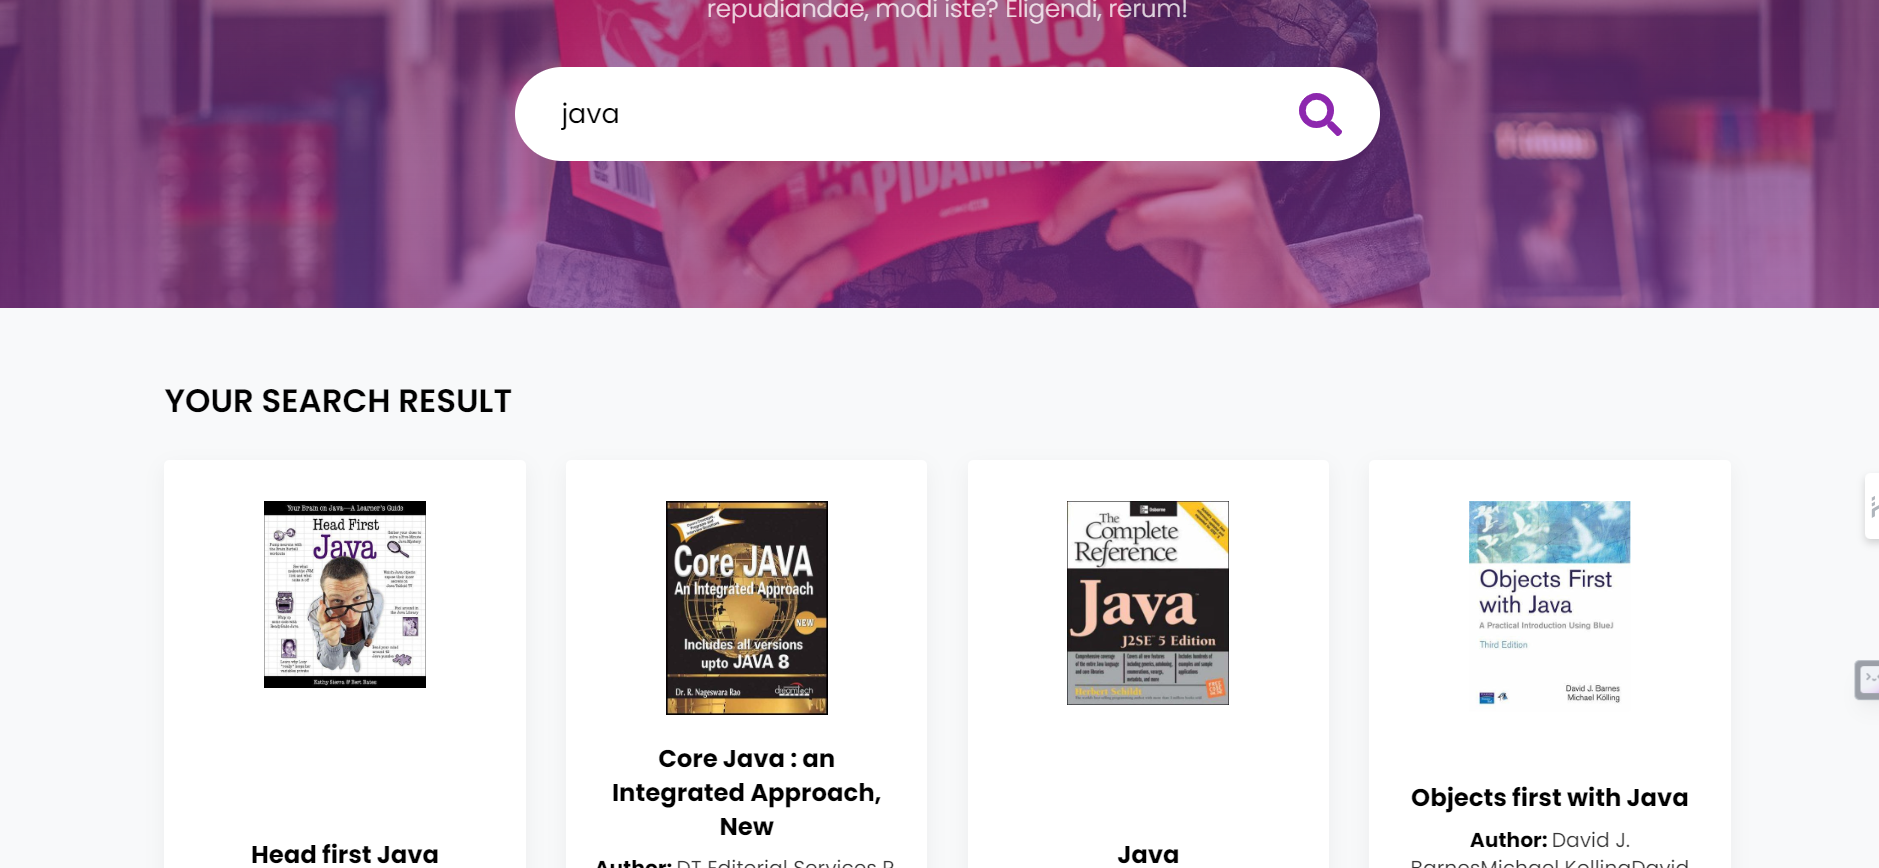 repudiandae, modi iste? Eligendi, rerum!
DEMAIS
RAPIDAMENTE
java
YOUR SEARCH RESULT
Your Brain on Java—A Learner's Guide
Head First
Java
Kathy Sierra & Bert Bates
Core JAVA
An Integrated Approach
NEW
Includes all versions
upto JAVA 8
Dr. R. Nageswara Rao
dreamtech
The
Complete
Reference
Java™
J2SE™ 5 Edition
Herbert Schildt
Objects First
with Java
A Practical Introduction Using BlueJ
Third Edition
David J. Barnes
Michael Kölling
Core Java : an
Integrated Approach,
New
Objects first with Java
Author: David J.
BarnesMichael KollingDavid
Head first Java
Author: DT Editorial Services R.
Java